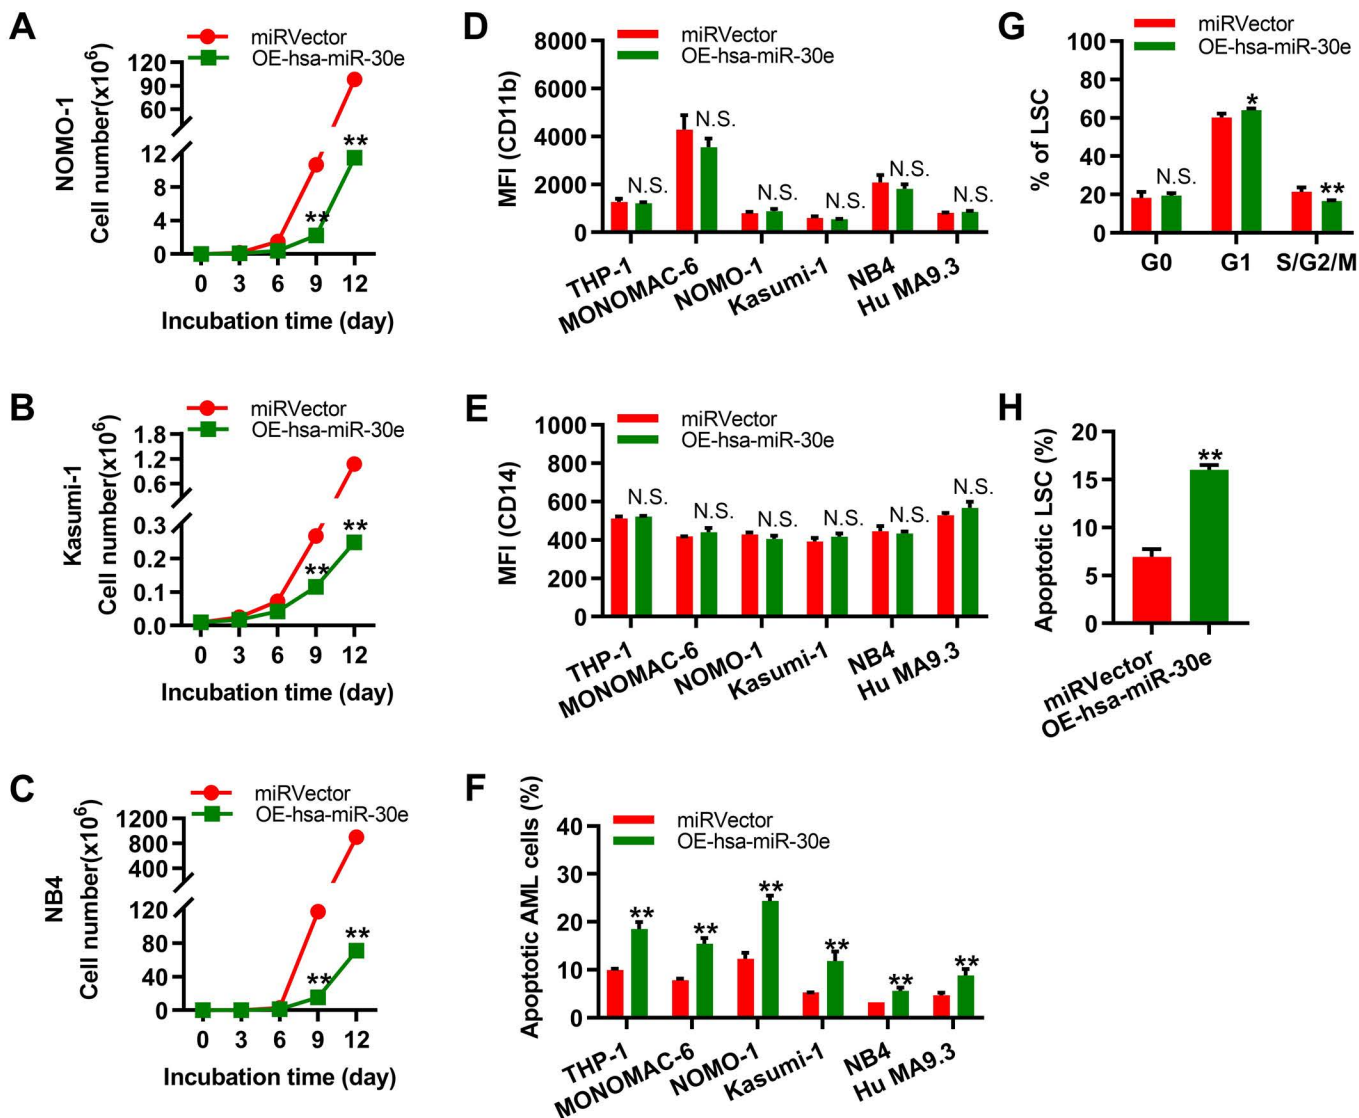 A
miRVector
OE-hsa-miR-30e
NOMO-1
Cell number(x10⁶)
120
90
60
12
8
4
0
**
**
0 3 6 9 12
Incubation time (day)
B
miRVector
OE-hsa-miR-30e
Kasumi-1
Cell number(x10⁶)
1.8
1.2
0.6
0.3
0.2
0.1
0.0
**
**
0 3 6 9 12
Incubation time (day)
C
miRVector
OE-hsa-miR-30e
NB4
Cell number(x10⁶)
1200
800
400
120
80
40
0
**
**
0 3 6 9 12
Incubation time (day)
D
miRVector
OE-hsa-miR-30e
MFI (CD11b)
8000
6000
4000
2000
0
N.S. N.S. N.S. N.S. N.S. N.S.
THP-1 MONOMAC-6 NOMO-1 Kasumi-1 NB4 Hu MA9.3
E
miRVector
OE-hsa-miR-30e
MFI (CD14)
1000
800
600
400
200
0
N.S. N.S. N.S. N.S. N.S. N.S.
THP-1 MONOMAC-6 NOMO-1 Kasumi-1 NB4 Hu MA9.3
F
miRVector
OE-hsa-miR-30e
Apoptotic AML cells (%)
40
30
20
10
0
** ** ** ** ** **
THP-1 MONOMAC-6 NOMO-1 Kasumi-1 NB4 Hu MA9.3
G
miRVector
OE-hsa-miR-30e
% of LSC
100
80
60
40
20
0
N.S. * **
G0 G1 S/G2/M
H
Apoptotic LSC (%)
20
15
10
5
0
**
miRVector
OE-hsa-miR-30e